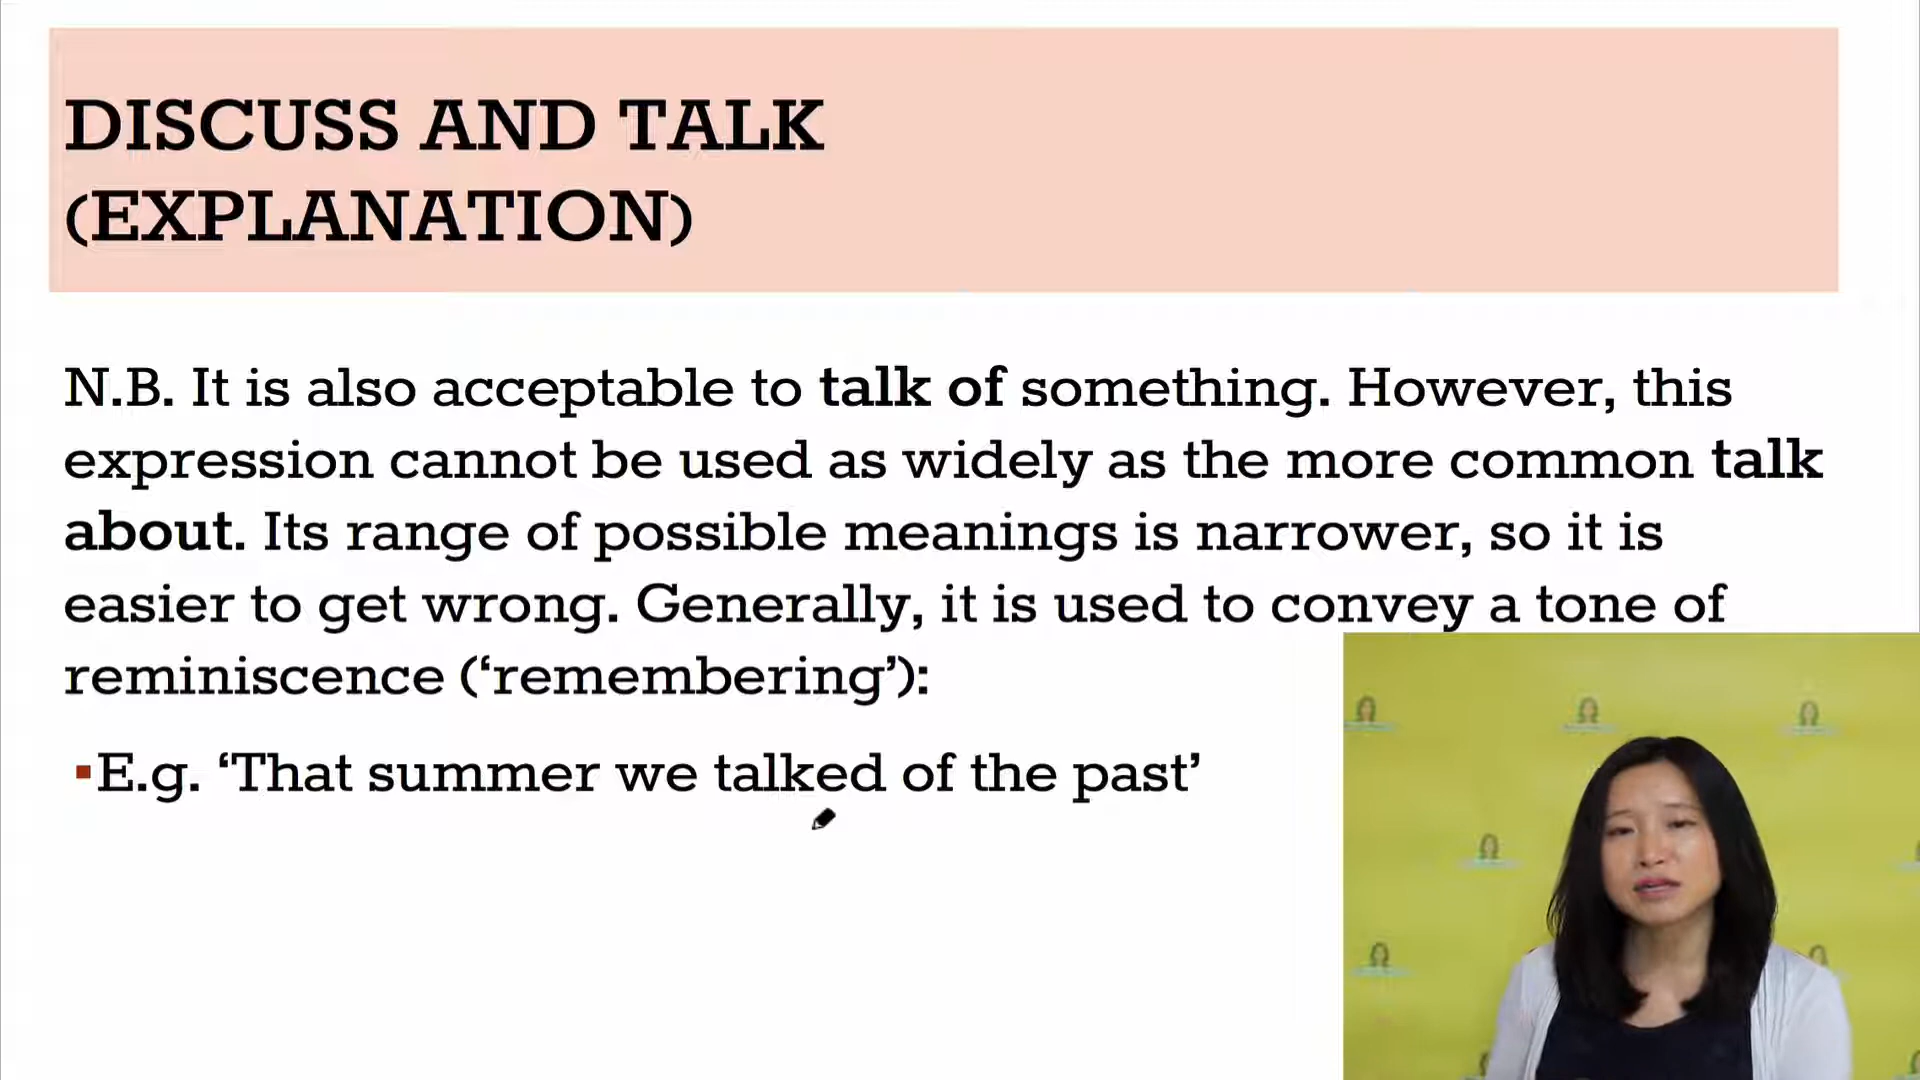 DISCUSS AND TALK
(EXPLANATION)
N.B. It is also acceptable to talk of something. However, this
expression cannot be used as widely as the more common talk
about. Its range of possible meanings is narrower, so it is
easier to get wrong. Generally, it is used to convey a tone of
reminiscence (‘remembering’):
▪E.g. ‘That summer we talked of the past’